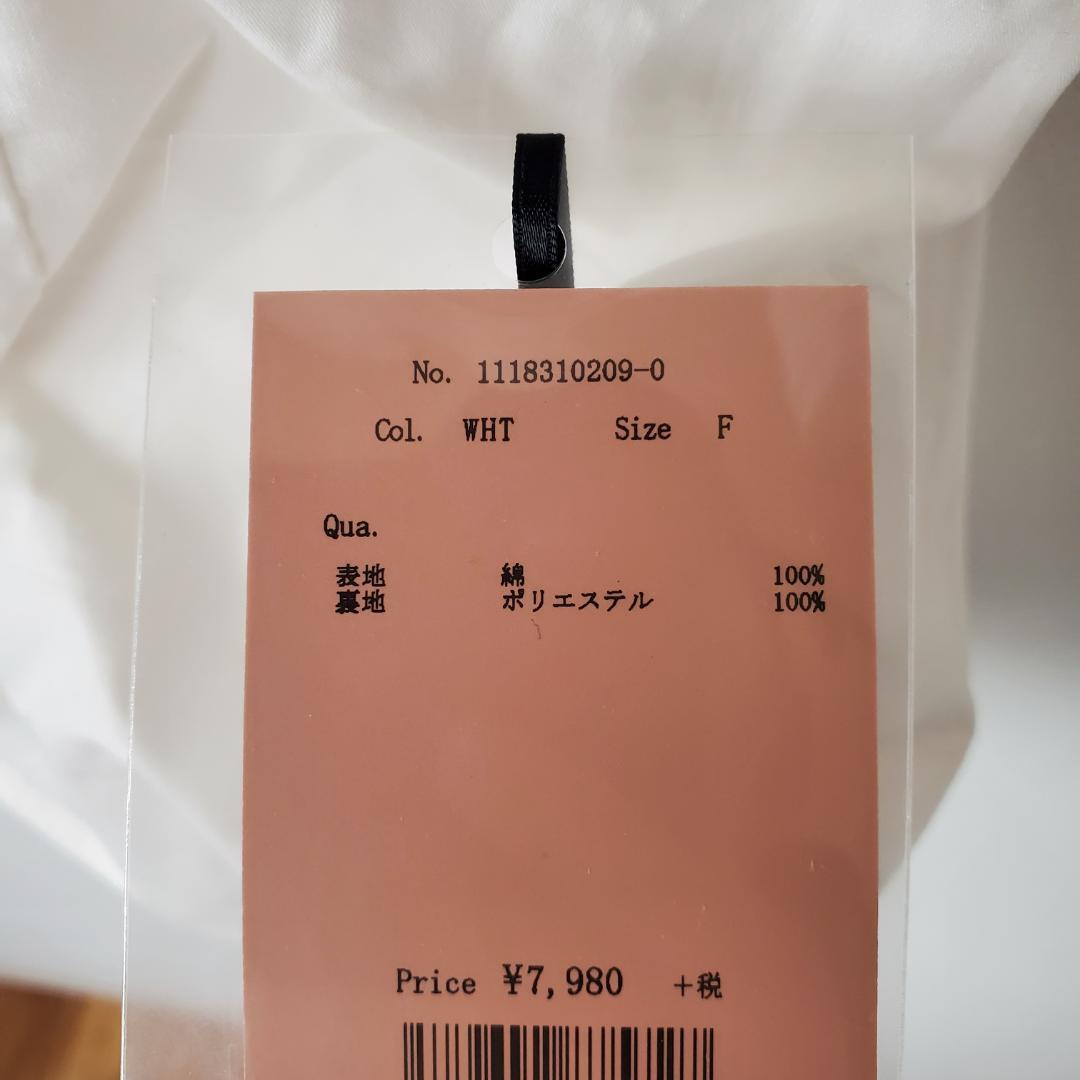 No. 1118310209-0
Col. WHT Size F
Qua.
表地 綿 100%
裏地 ポリエステル 100%
Price ¥7,980 +税